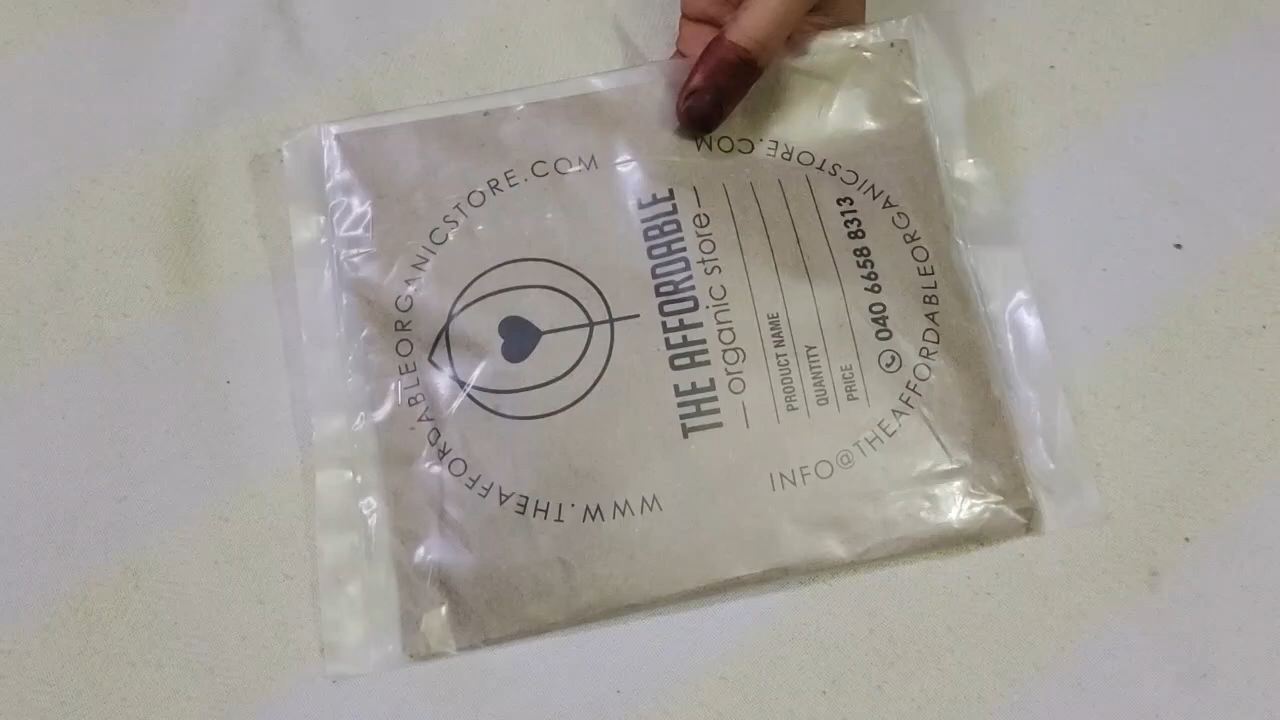 WWW.THEAFFORDABLEORGANICSTORE.COM
THE AFFORDABLE
organic store
PRODUCT NAME
QUANTITY
PRICE
040 6658 8313
INFO@THEAFFORDABLEORGANICSTORE.COM